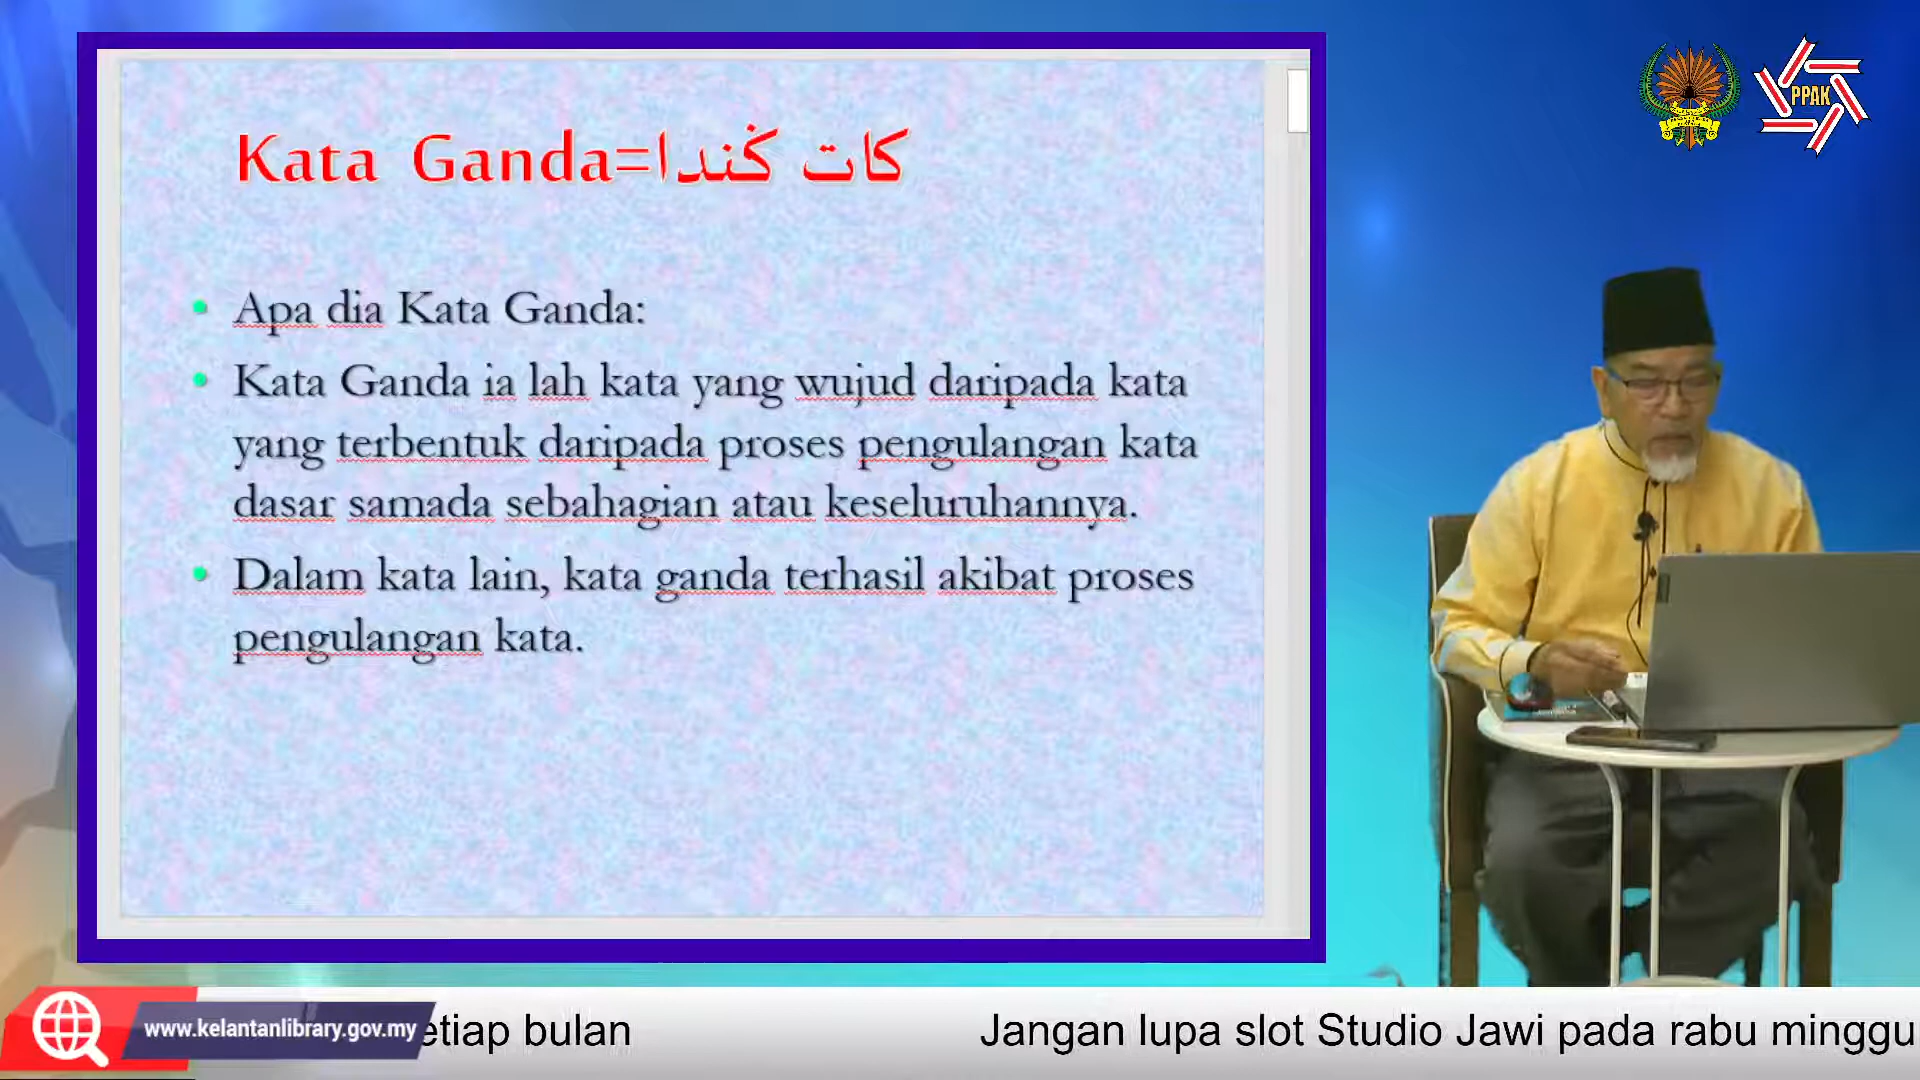 Kata Ganda=كات ݢندا
Apa dia Kata Ganda:
Kata Ganda ia lah kata yang wujud daripada kata
yang terbentuk daripada proses pengulangan kata
dasar samada sebahagian atau keseluruhannya.
Dalam kata lain, kata ganda terhasil akibat proses
pengulangan kata.
PPAK
www.kelantanlibrary.gov.my
etiap bulan
Jangan lupa slot Studio Jawi pada rabu minggu